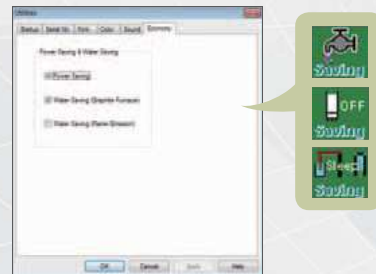 Utilities
Status Serial No. Font Color Sound Economy
Power Saving & Water Saving
Power Saving
Water Saving (Graphite Furnace)
Water Saving (Flame Emission)
OK Cancel Apply Help
Saving
OFF
Saving
Sleep
Saving